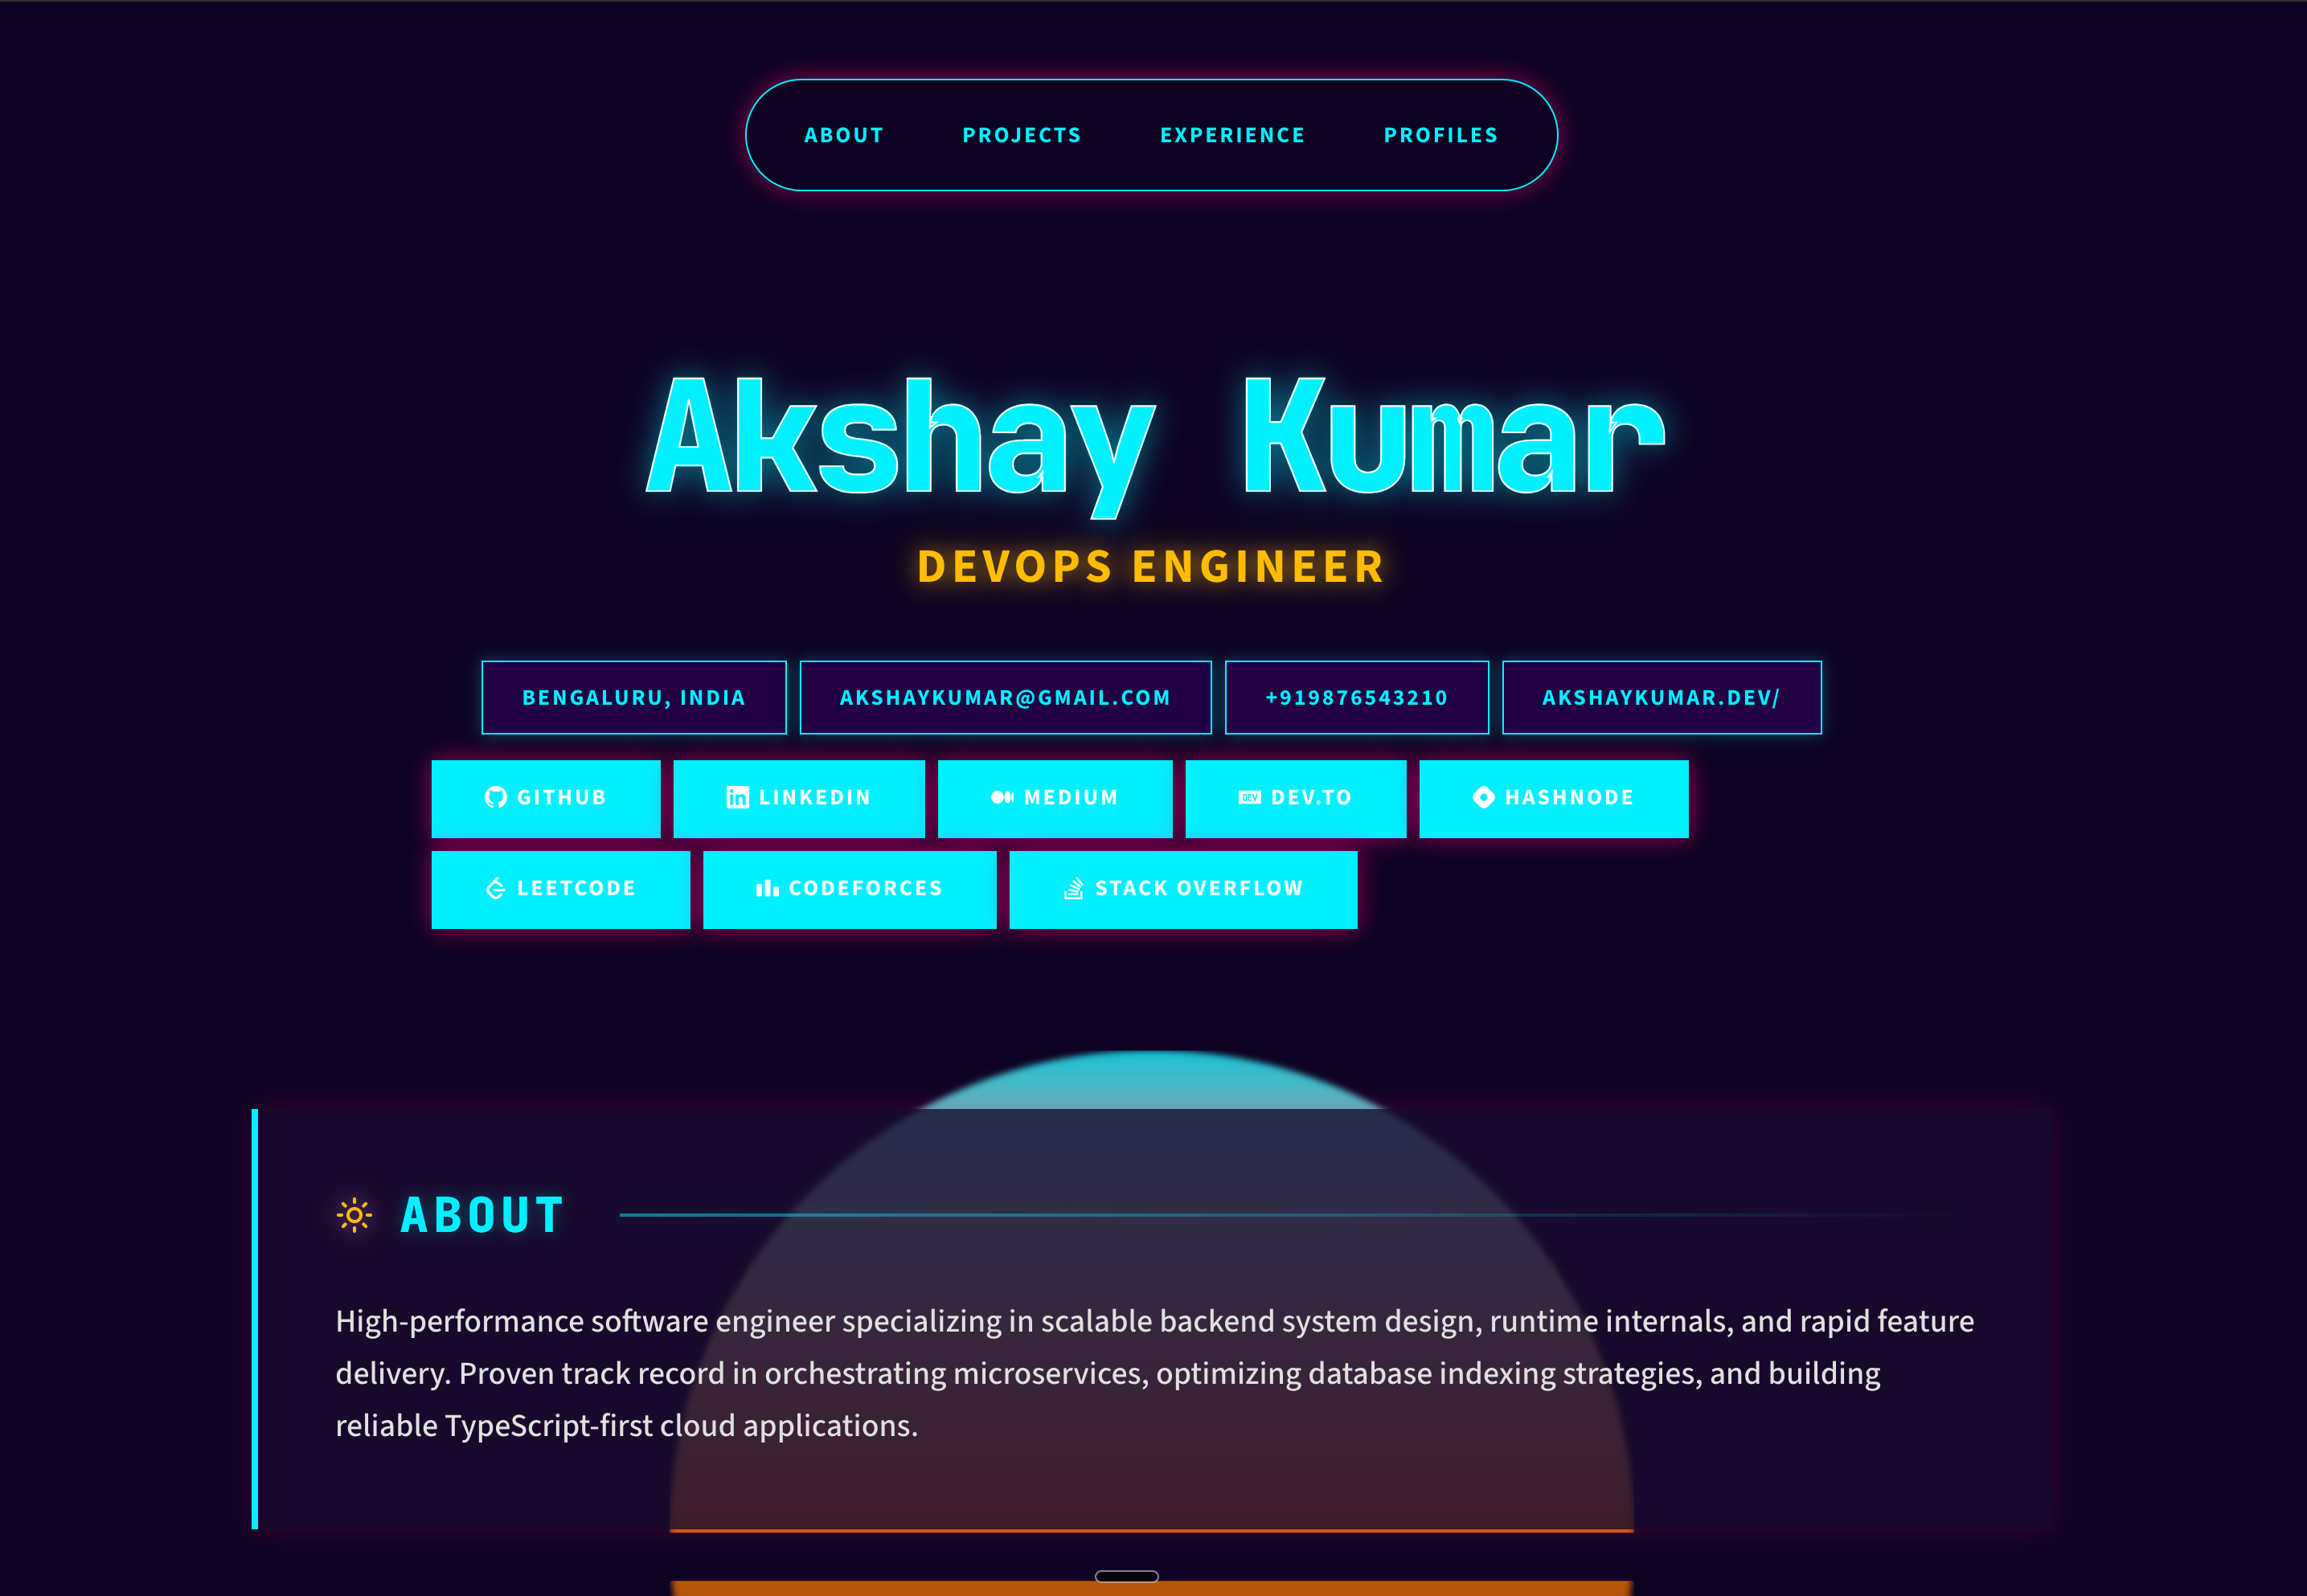 ABOUT PROJECTS EXPERIENCE PROFILES
Akshay Kumar
DEVOPS ENGINEER
BENGALURU, INDIA AKSHAYKUMAR@GMAIL.COM +919876543210 AKSHAYKUMAR.DEV/
GITHUB LINKEDIN MEDIUM DEV DEV.TO HASHNODE
LEETCODE CODEFORCES STACK OVERFLOW
ABOUT
High-performance software engineer specializing in scalable backend system design, runtime internals, and rapid feature
delivery. Proven track record in orchestrating microservices, optimizing database indexing strategies, and building
reliable TypeScript-first cloud applications.